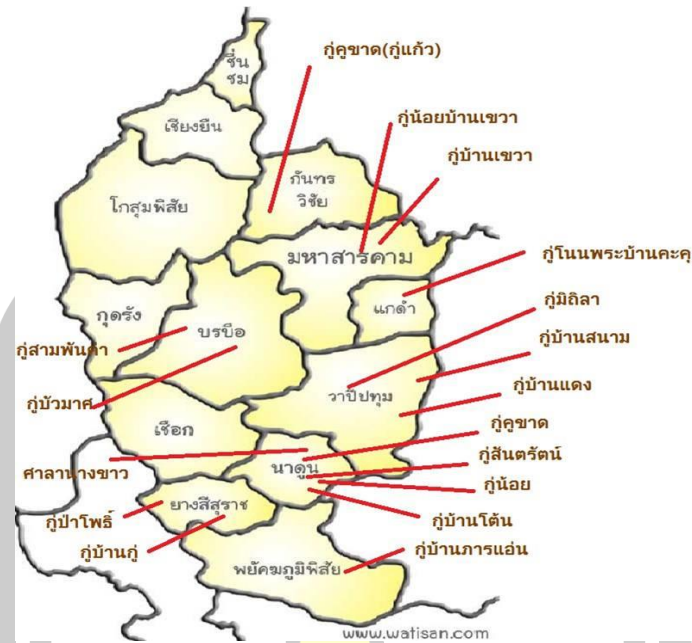 ชื่น
ชม
กู่คูขาด(กู่แก้ว)
เชียงยืน
กู่น้อยบ้านเขวา
กู่บ้านเขวา
กันทร
วิชัย
โกสุมพิสัย
มหาสารคาม
กู่โนนพระบ้านคะคุ
กู่มิถิลา
แกดำ
กุดรัง
บรบือ
กู่บ้านสนาม
กู่สามพันตา
กู่บ้านแดง
วาปีปทุม
กู่บัวมาศ
กู่คูขาด
เชือก
กู่สันตรัตน์
นาดูน
ศาลานางขาว
กู่น้อย
ยางสีสุราช
กู่ป่าโพธิ์
กู่บ้านโต้น
กู่บ้านกู่
กู่บ้านภารแอ่น
พยัคฆภูมิพิสัย
www.watisan.com